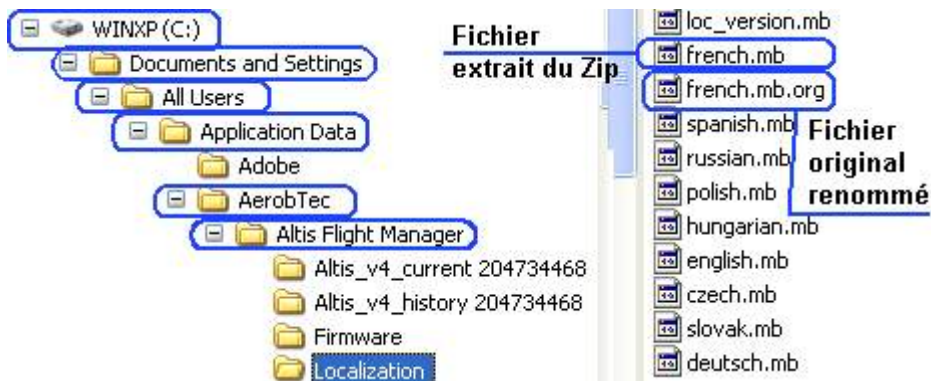 WINXP (C:)
Documents and Settings
All Users
Application Data
Adobe
AerobTec
Altis Flight Manager
Altis_v4_current 204734468
Altis_v4_history 204734468
Firmware
Localization
Fichier
extrait du Zip
loc_version.mb
french.mb
french.mb.org
spanish.mb
russian.mb
polish.mb
hungarian.mb
english.mb
czech.mb
slovak.mb
deutsch.mb
Fichier
original
renommé